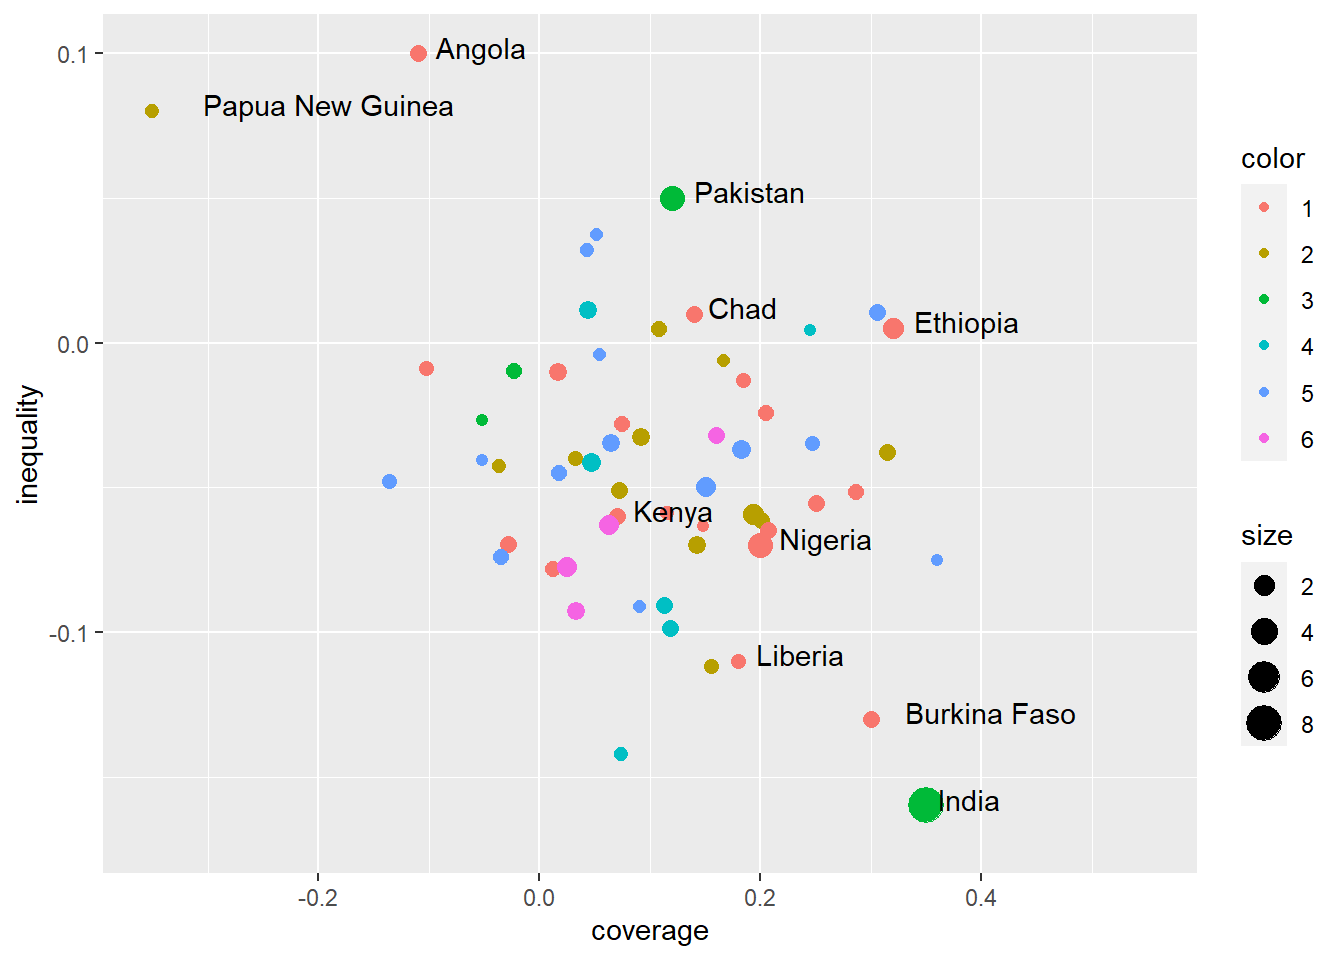 0.1
0.0
-0.1
inequality
Angola
Papua New Guinea
Pakistan
Chad
Ethiopia
Kenya
Nigeria
Liberia
Burkina Faso
India
-0.2
0.0
0.2
0.4
coverage
color
1
2
3
4
5
6
size
2
4
6
8